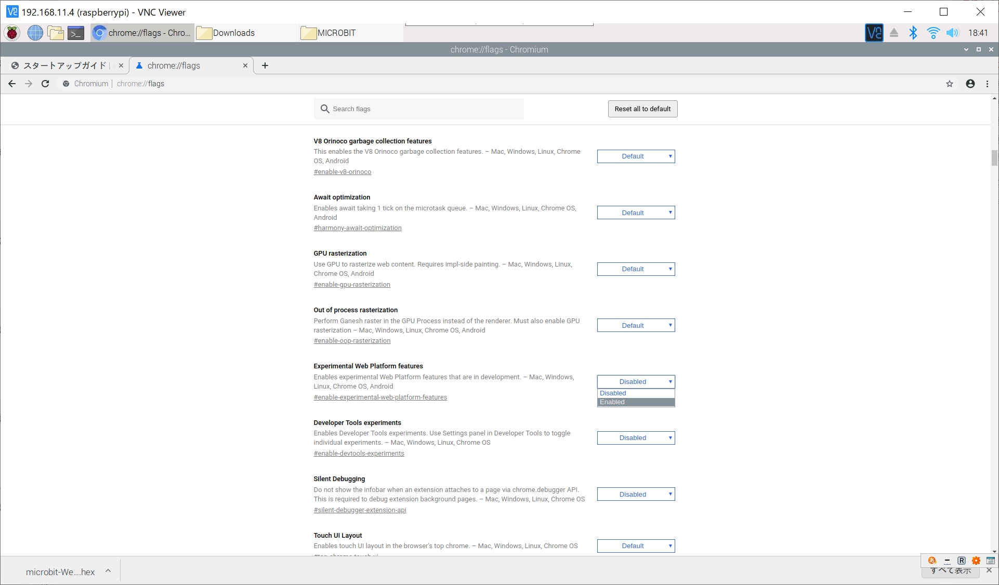 192.168.11.4 (raspberrypi) - VNC Viewer
chrome://flags - Chro...
Downloads
MICROBIT
18:41
chrome://flags - Chromium
スタートアップガイド |
chrome://flags
Chromium | chrome://flags
Search flags
Reset all to default
V8 Orinoco garbage collection features
This enables the V8 Orinoco garbage collection features. – Mac, Windows, Linux, Chrome
OS, Android
#enable-v8-orinoco
Default
Await optimization
Enables await taking 1 tick on the microtask queue. – Mac, Windows, Linux, Chrome OS,
Android
#harmony-await-optimization
Default
GPU rasterization
Use GPU to rasterize web content. Requires impl-side painting. – Mac, Windows, Linux,
Chrome OS, Android
#enable-gpu-rasterization
Default
Out of process rasterization
Perform Ganesh raster in the GPU Process instead of the renderer. Must also enable GPU
rasterization – Mac, Windows, Linux, Chrome OS, Android
#enable-oop-rasterization
Default
Experimental Web Platform features
Enables experimental Web Platform features that are in development. – Mac, Windows,
Linux, Chrome OS, Android
#enable-experimental-web-platform-features
Disabled
Disabled
Enabled
Developer Tools experiments
Enables Developer Tools experiments. Use Settings panel in Developer Tools to toggle
individual experiments. – Mac, Windows, Linux, Chrome OS
#enable-devtools-experiments
Disabled
Silent Debugging
Do not show the infobar when an extension attaches to a page via chrome.debugger API.
This is required to debug extension background pages. – Mac, Windows, Linux, Chrome OS
#silent-debugger-extension-api
Disabled
Touch UI Layout
Enables touch UI layout in the browser's top chrome. – Mac, Windows, Linux, Chrome OS
#top-chrome-touch-ui
Default
microbit-We....hex
あ
R
すべて表示